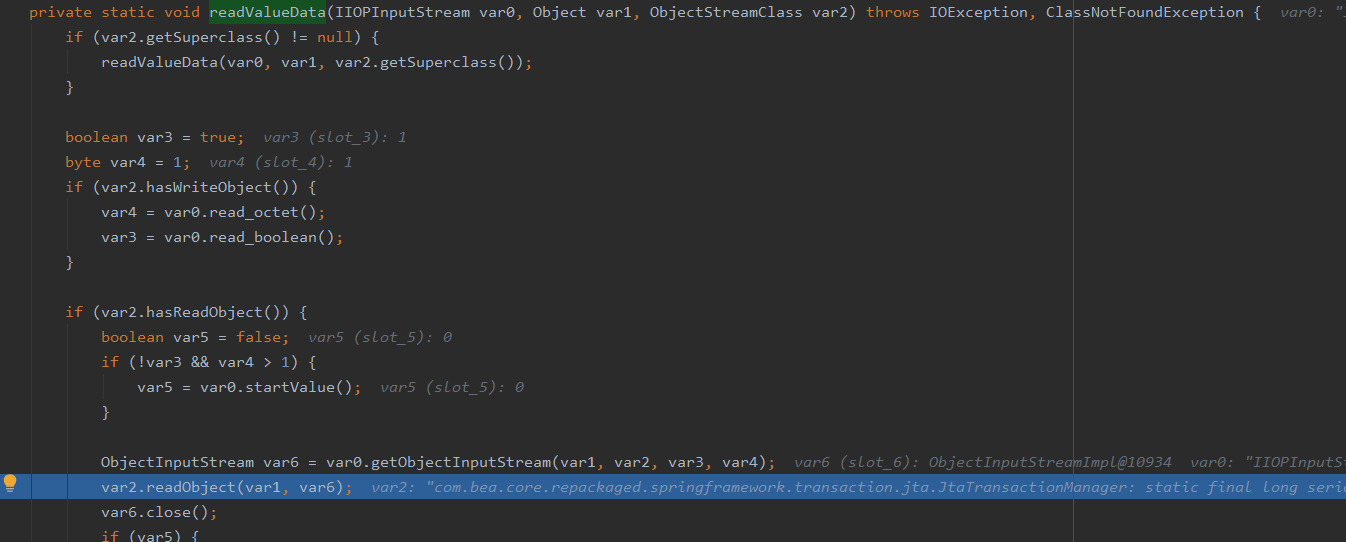 private static void readValueData(IIOPInputStream var0, Object var1, ObjectStreamClass var2) throws IOException, ClassNotFoundException {  var0: "I
if (var2.getSuperclass() != null) {
readValueData(var0, var1, var2.getSuperclass());
}
boolean var3 = true;  var3 (slot_3): 1
byte var4 = 1;  var4 (slot_4): 1
if (var2.hasWriteObject()) {
var4 = var0.read_octet();
var3 = var0.read_boolean();
}
if (var2.hasReadObject()) {
boolean var5 = false;  var5 (slot_5): 0
if (!var3 && var4 > 1) {
var5 = var0.startValue();  var5 (slot_5): 0
}
ObjectInputStream var6 = var0.getObjectInputStream(var1, var2, var3, var4);  var6 (slot_6): ObjectInputStreamImpl@10934  var0: "IIOPInputSt
var2.readObject(var1, var6);  var2: "com.bea.core.repackaged.springframework.transaction.jta.JtaTransactionManager: static final long seria
var6.close();
if (var5) {